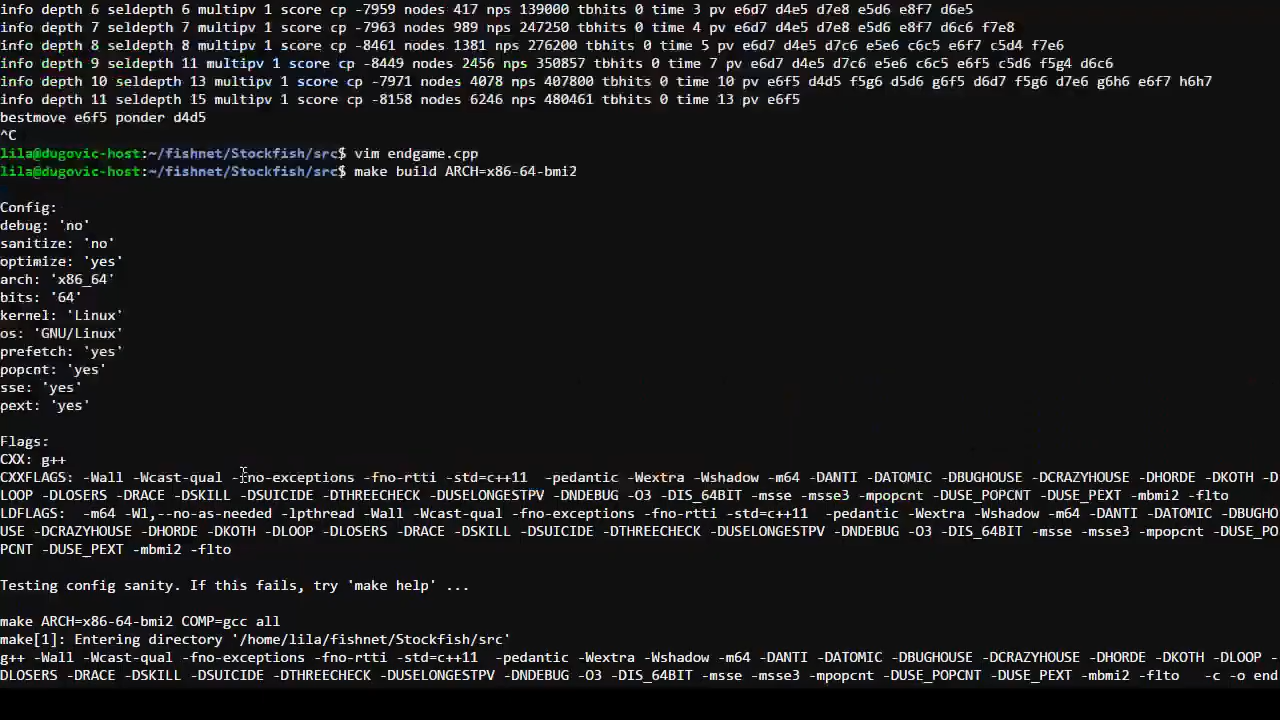 info depth 6 seldepth 6 multipv 1 score cp -7959 nodes 417 nps 139000 tbhits 0 time 3 pv e6d7 d4e5 d7e8 e5d6 e8f7 d6e5
info depth 7 seldepth 7 multipv 1 score cp -7963 nodes 989 nps 247250 tbhits 0 time 4 pv e6d7 d4e5 d7e8 e5d6 e8f7 d6c6 f7e8
info depth 8 seldepth 8 multipv 1 score cp -8461 nodes 1381 nps 276200 tbhits 0 time 5 pv e6d7 d4e5 d7c6 e5e6 c6c5 e6f7 c5d4 f7e6
info depth 9 seldepth 11 multipv 1 score cp -8449 nodes 2456 nps 350857 tbhits 0 time 7 pv e6d7 d4e5 d7c6 e5e6 c6c5 e6f5 c5d6 f5g4 d6c6
info depth 10 seldepth 13 multipv 1 score cp -7971 nodes 4078 nps 407800 tbhits 0 time 10 pv e6f5 d4d5 f5g6 d5d6 g6f5 d6d7 f5g6 d7e6 g6h6 e6f7 h6h7
info depth 11 seldepth 15 multipv 1 score cp -8158 nodes 6246 nps 480461 tbhits 0 time 13 pv e6f5
bestmove e6f5 ponder d4d5
^C
lila@dugovic-host:~/fishnet/Stockfish/src$ vim endgame.cpp
lila@dugovic-host:~/fishnet/Stockfish/src$ make build ARCH=x86-64-bmi2
Config:
debug: 'no'
sanitize: 'no'
optimize: 'yes'
arch: 'x86_64'
bits: '64'
kernel: 'Linux'
os: 'GNU/Linux'
prefetch: 'yes'
popcnt: 'yes'
sse: 'yes'
pext: 'yes'
Flags:
CXX: g++
CXXFLAGS: -Wall -Wcast-qual -fno-exceptions -fno-rtti -std=c++11  -pedantic -Wextra -Wshadow -m64 -DANTI -DATOMIC -DBUGHOUSE -DCRAZYHOUSE -DHORDE -DKOTH -D
LOOP -DLOSERS -DRACE -DSKILL -DSUICIDE -DTHREECHECK -DUSELONGESTPV -DNDEBUG -O3 -DIS_64BIT -msse -msse3 -mpopcnt -DUSE_POPCNT -DUSE_PEXT -mbmi2 -flto
LDFLAGS:  -m64 -Wl,--no-as-needed -lpthread -Wall -Wcast-qual -fno-exceptions -fno-rtti -std=c++11  -pedantic -Wextra -Wshadow -m64 -DANTI -DATOMIC -DBUGHO
USE -DCRAZYHOUSE -DHORDE -DKOTH -DLOOP -DLOSERS -DRACE -DSKILL -DSUICIDE -DTHREECHECK -DUSELONGESTPV -DNDEBUG -O3 -DIS_64BIT -msse -msse3 -mpopcnt -DUSE_PO
PCNT -DUSE_PEXT -mbmi2 -flto
Testing config sanity. If this fails, try 'make help' ...
make ARCH=x86-64-bmi2 COMP=gcc all
make[1]: Entering directory '/home/lila/fishnet/Stockfish/src'
g++ -Wall -Wcast-qual -fno-exceptions -fno-rtti -std=c++11  -pedantic -Wextra -Wshadow -m64 -DANTI -DATOMIC -DBUGHOUSE -DCRAZYHOUSE -DHORDE -DKOTH -DLOOP -
DLOSERS -DRACE -DSKILL -DSUICIDE -DTHREECHECK -DUSELONGESTPV -DNDEBUG -O3 -DIS_64BIT -msse -msse3 -mpopcnt -DUSE_POPCNT -DUSE_PEXT -mbmi2 -flto   -c -o end